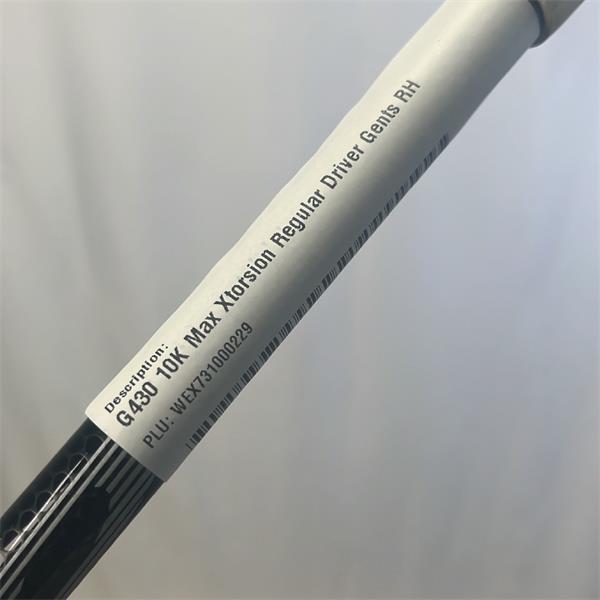 Description:
G430 10K Max Xtorsion Regular Driver Gents RH
PLU: WEX731000229